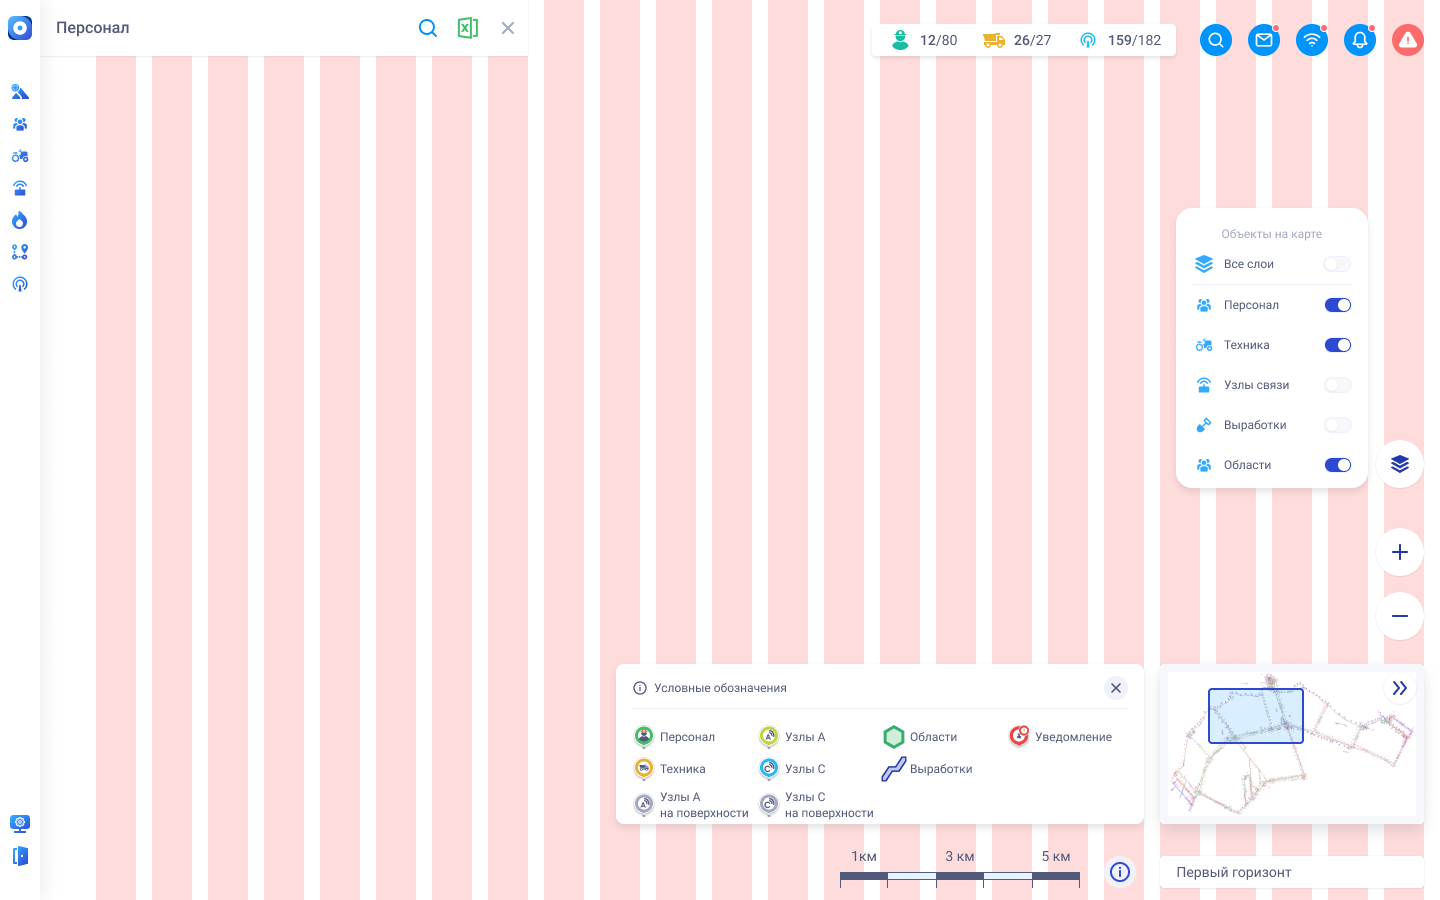 Персонал
12/80
26/27
159/182
Объекты на карте
Все слои
Персонал
Техника
Узлы связи
Выработки
Области
Условные обозначения
Персонал
Узлы А
Области
Уведомление
Техника
Узлы С
Выработки
Узлы А
на поверхности
Узлы С
на поверхности
1км
3 км
5 км
Первый горизонт